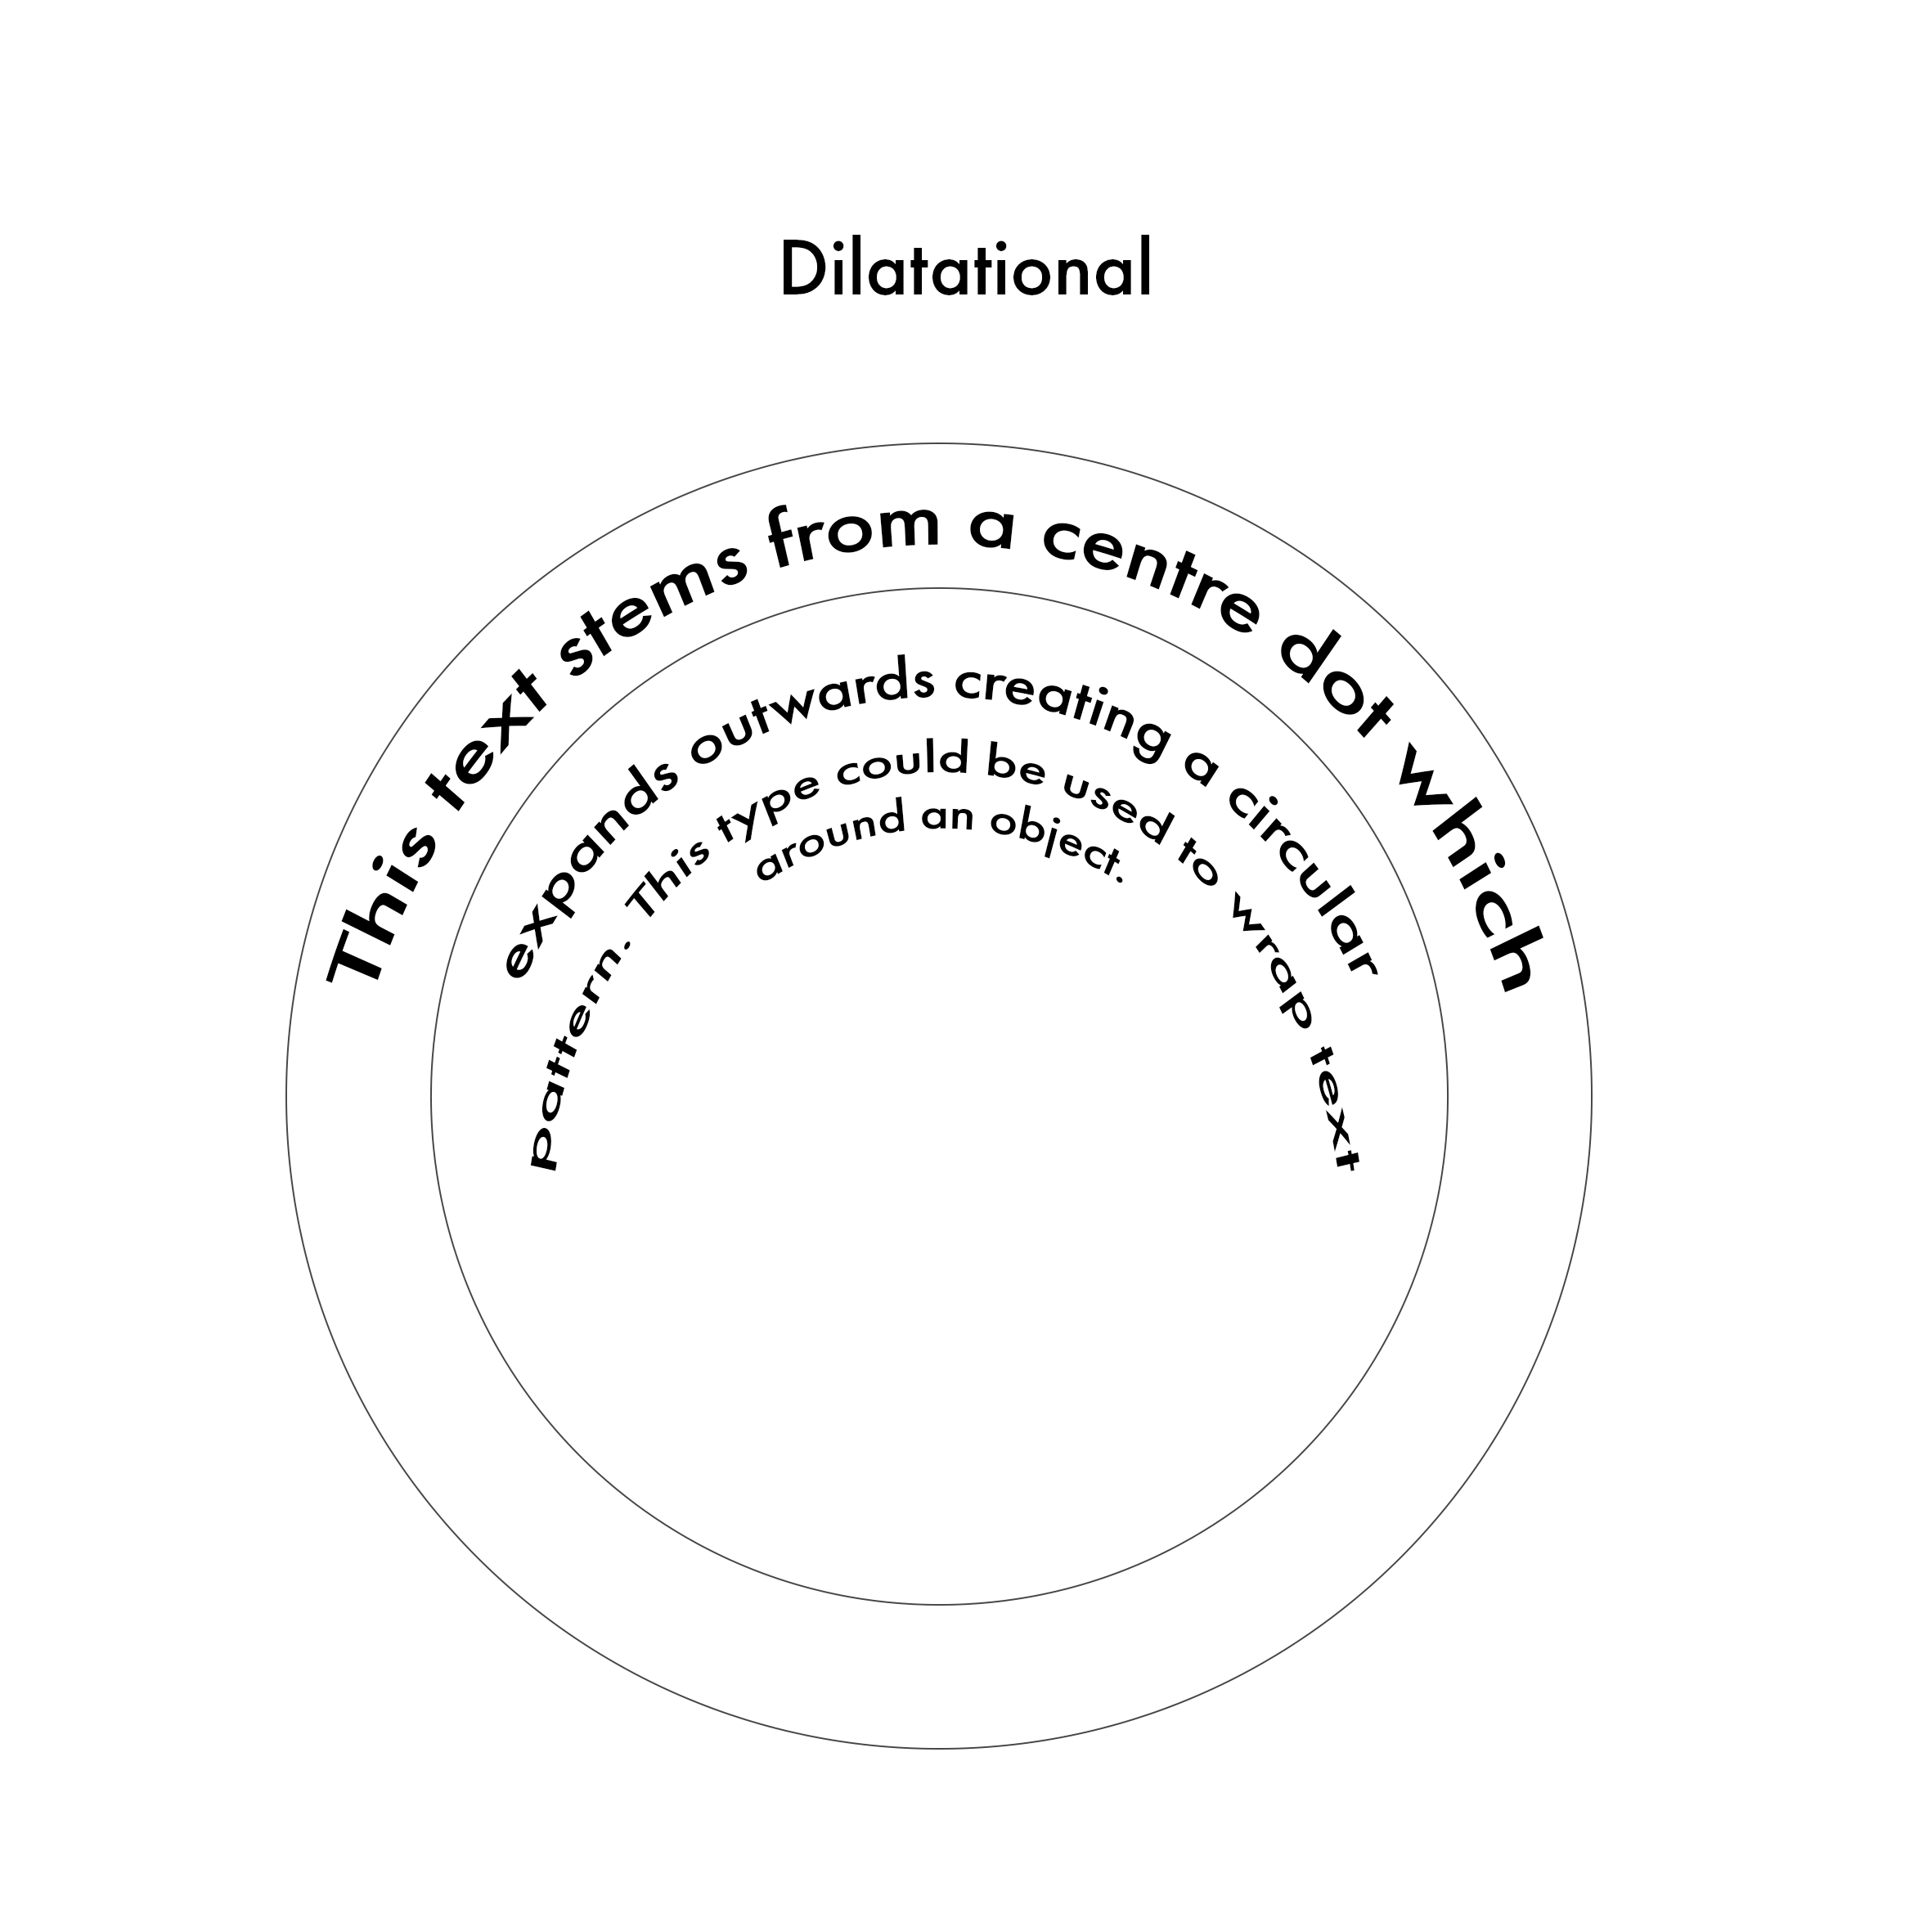 Dilatational
This text stems from a centre dot which
expands outwards creating a circular
pattern. This type could be used to wrap text
around an object.